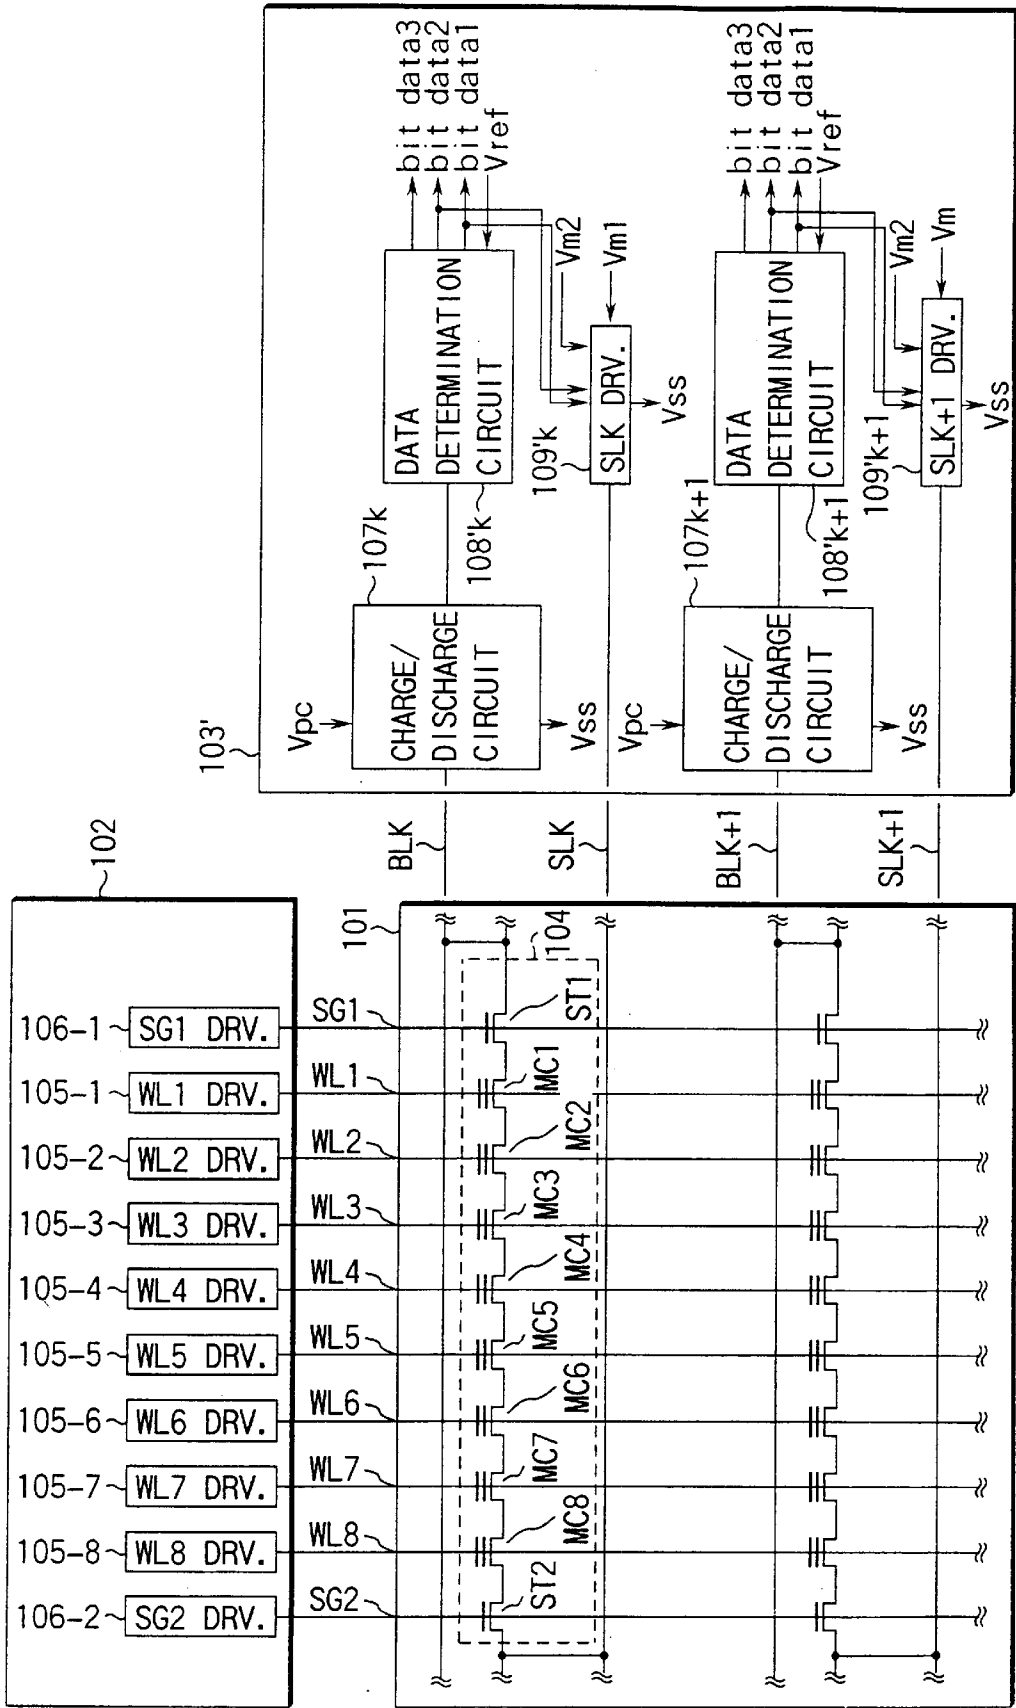 102
106-1
SG1 DRV.
105-1
WL1 DRV.
105-2
WL2 DRV.
105-3
WL3 DRV.
105-4
WL4 DRV.
105-5
WL5 DRV.
105-6
WL6 DRV.
105-7
WL7 DRV.
105-8
WL8 DRV.
106-2
SG2 DRV.
101
SG1
WL1
WL2
WL3
WL4
WL5
WL6
WL7
WL8
SG2
104
ST1
MC1
MC2
MC3
MC4
MC5
MC6
MC7
MC8
ST2
BLK
SLK
BLK+1
SLK+1
103'
Vpc
107k
CHARGE/
DISCHARGE
CIRCUIT
Vss
DATA
DETERMINATION
CIRCUIT
108'k
bit data3
bit data2
bit data1
Vref
109'k
SLK DRV.
Vm2
Vm1
Vss
Vpc
107k+1
CHARGE/
DISCHARGE
CIRCUIT
Vss
DATA
DETERMINATION
CIRCUIT
108'k+1
bit data3
bit data2
bit data1
Vref
109'k+1
SLK+1 DRV.
Vm2
Vm
Vss